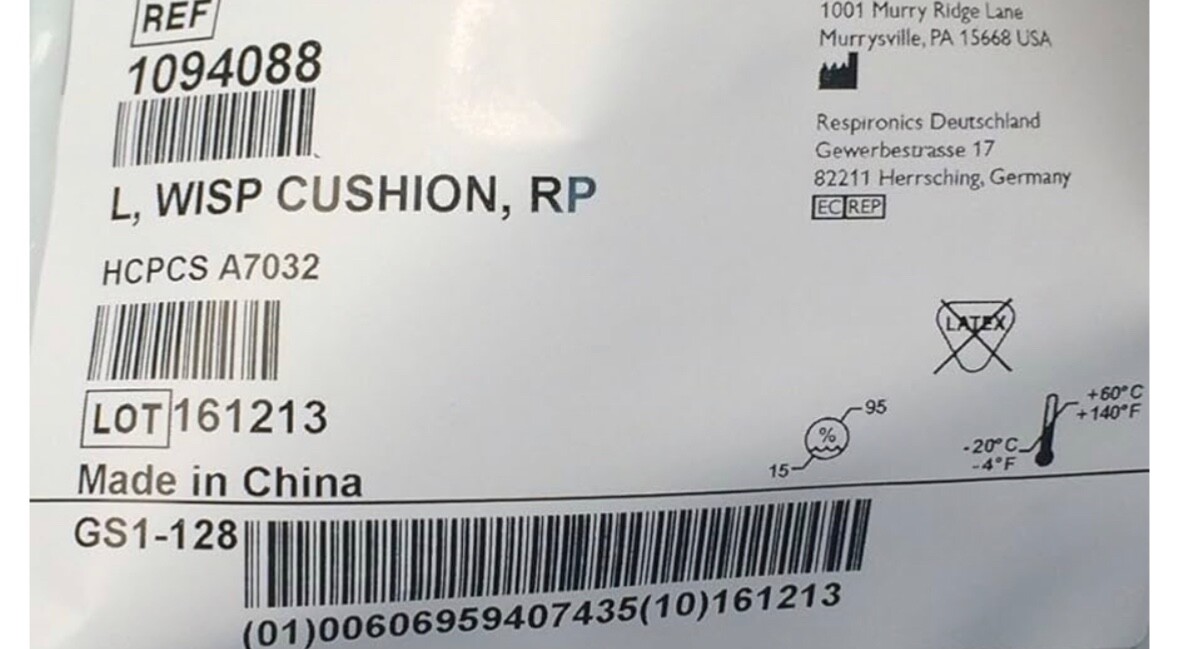 REF
1094088
L, WISP CUSHION, RP
HCPCS A7032
LOT 161213
Made in China
GS1-128
(01)00606959407435(10)161213
1001 Murry Ridge Lane
Murrysville, PA 15668 USA
Respironics Deutschland
Gewerbestrasse 17
82211 Herrsching, Germany
EC REP
LATEX
95
%
15
+60°C
+140°F
-20°C
-4°F